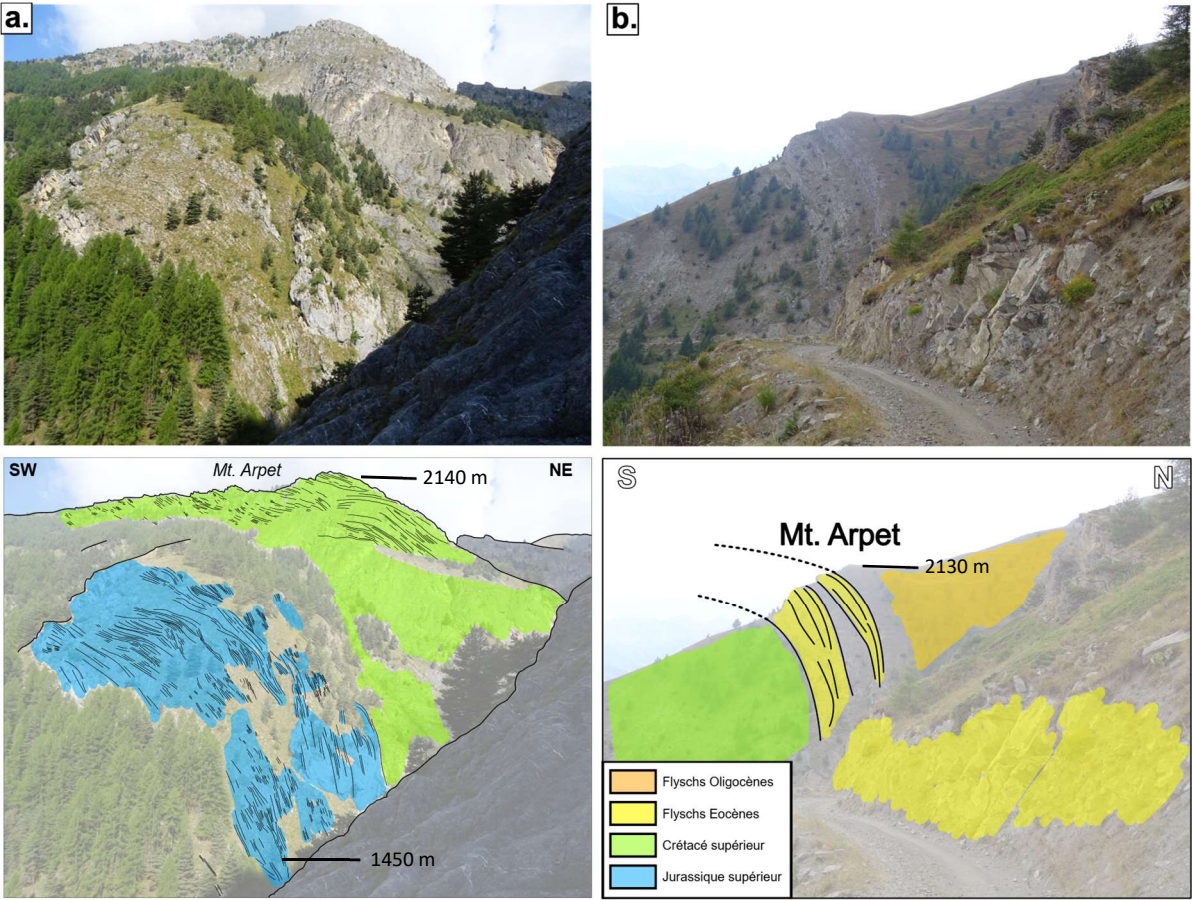 a.
b.
SW
Mt. Arpet
NE
2140 m
1450 m
S
N
Mt. Arpet
2130 m
Flyschs Oligocènes
Flyschs Eocènes
Crétacé supérieur
Jurassique supérieur